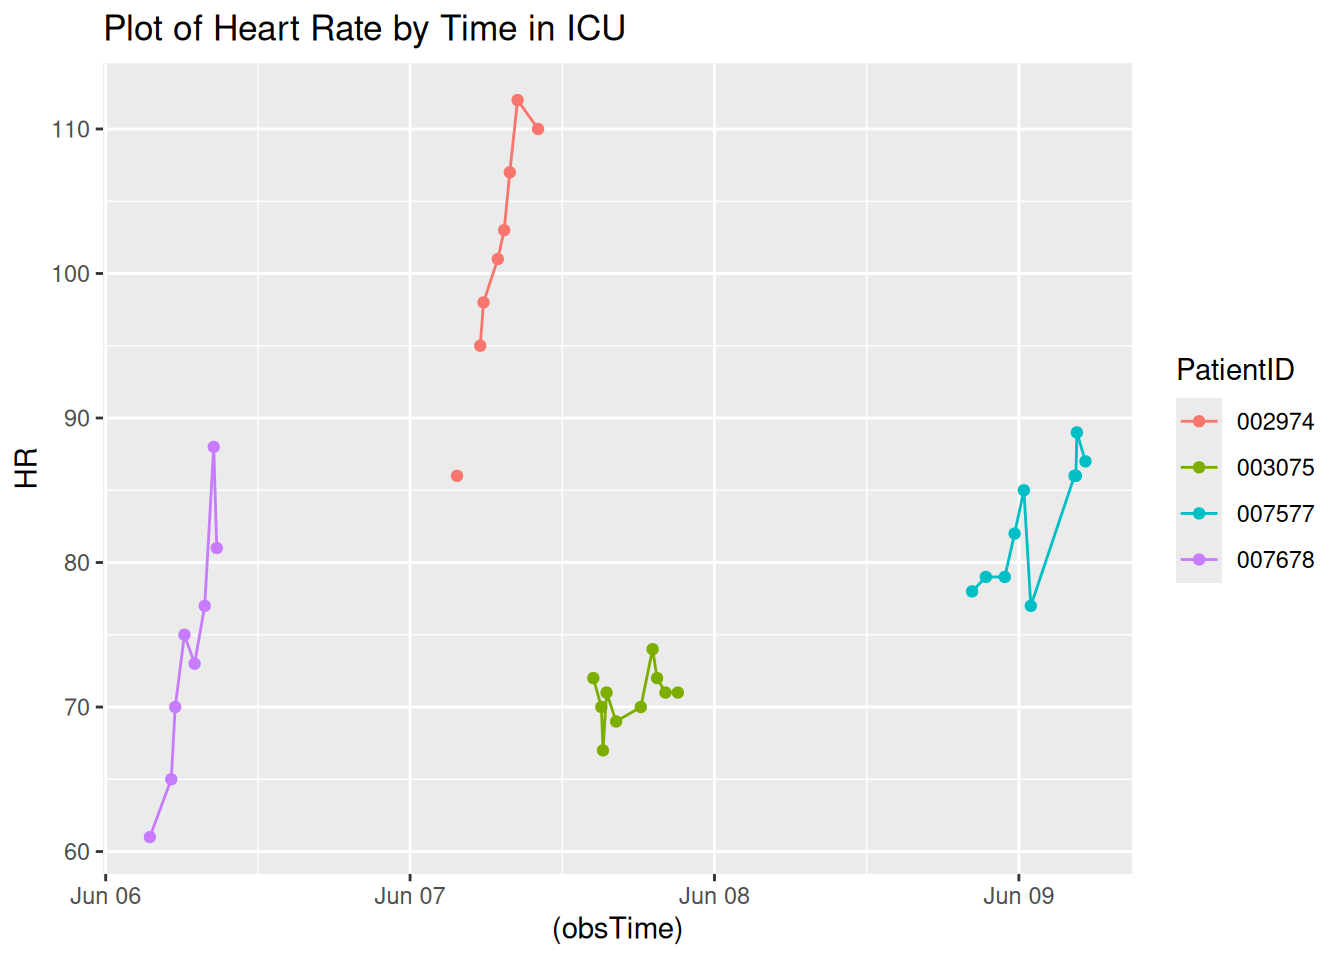 Plot of Heart Rate by Time in ICU
110
100
90
80
70
60
HR
Jun 06
Jun 07
Jun 08
Jun 09
(obsTime)
PatientID
002974
003075
007577
007678